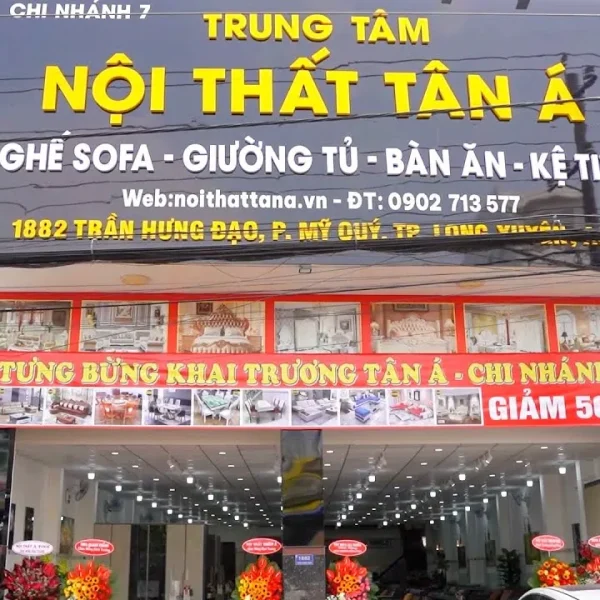 CHI NHÁNH 7
TRUNG TÂM
NỘI THẤT TÂN Á
GHẾ SOFA - GIƯỜNG TỦ - BÀN ĂN - KỆ TI
Web:noithattana.vn - ĐT: 0902 713 577
1882 TRẦN HƯNG ĐẠO, P. MỸ QUÝ, TP. LONG XUYÊN,
TƯNG BỪNG KHAI TRƯƠNG TÂN Á - CHI NHÁNH
GIẢM 50